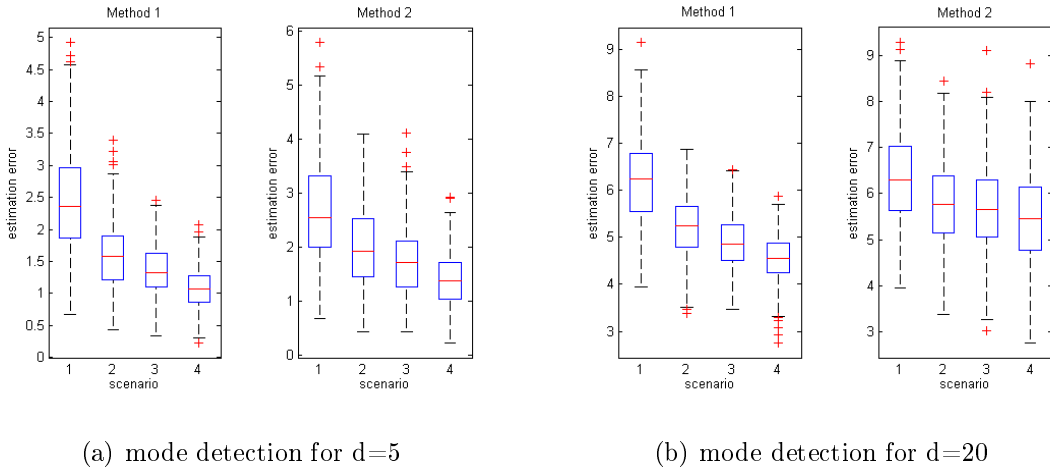 Method 1
5
4.5
4
3.5
3
2.5
2
1.5
1
0.5
0
estimation error
1 2 3 4
scenario
Method 2
6
5
4
3
2
1
0
estimation error
1 2 3 4
scenario
(a) mode detection for d=5
Method 1
9
8
7
6
5
4
3
estimation error
1 2 3 4
scenario
Method 2
9
8
7
6
5
4
3
estimation error
1 2 3 4
scenario
(b) mode detection for d=20